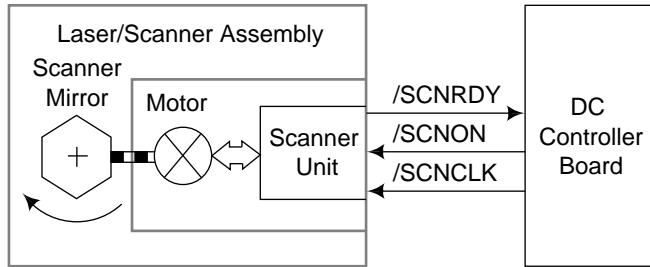 Laser/Scanner Assembly
Scanner
Mirror
Motor
Scanner
Unit
/SCNRDY
/SCNON
/SCNCLK
DC
Controller
Board